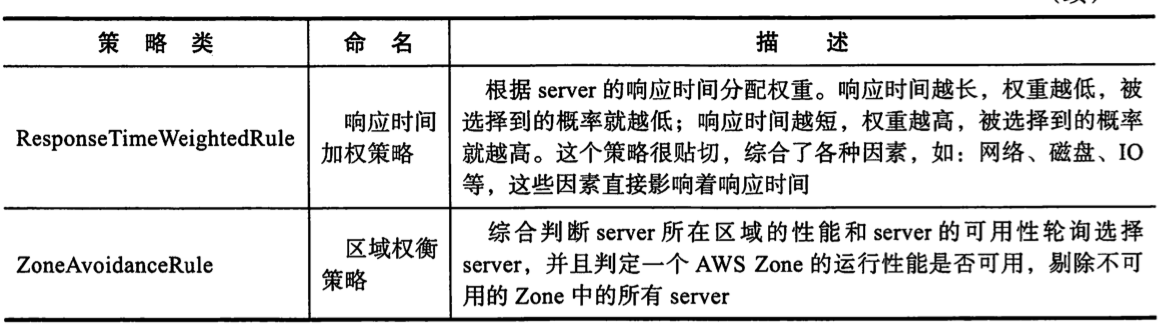 策略类 命名 描述
ResponseTimeWeightedRule
响应时间
加权策略
根据 server 的响应时间分配权重。响应时间越长，权重越低，被
选择到的概率就越低；响应时间越短，权重越高，被选择到的概率
就越高。这个策略很贴切，综合了各种因素，如：网络、磁盘、IO
等，这些因素直接影响着响应时间
ZoneAvoidanceRule
区域权衡
策略
综合判断 server 所在区域的性能和 server 的可用性轮询选择
server，并且判定一个 AWS Zone 的运行性能是否可用，剔除不可
用的 Zone 中的所有 server